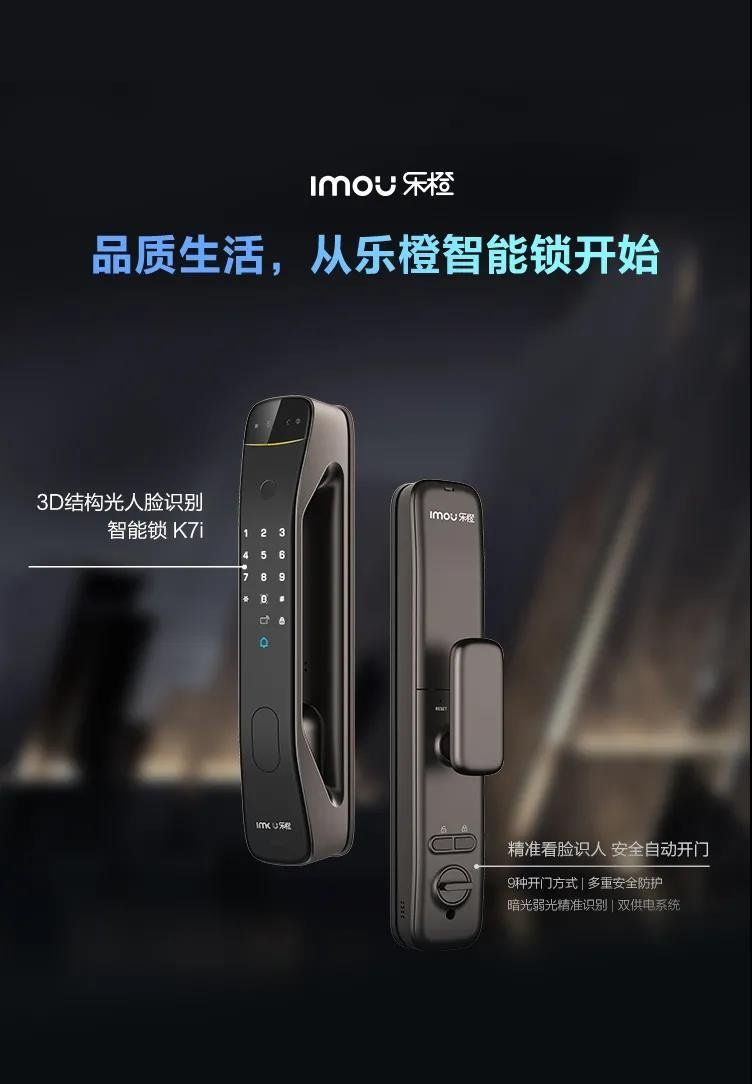 imou 乐橙
品质生活，从乐橙智能锁开始
3D结构光人脸识别
智能锁 K7i
1 2 3
4 5 6
7 8 9
* 0 #
imou 乐橙
imou乐橙
RESET
精准看脸识人 安全自动开门
9种开门方式 | 多重安全防护
暗光弱光精准识别 | 双供电系统